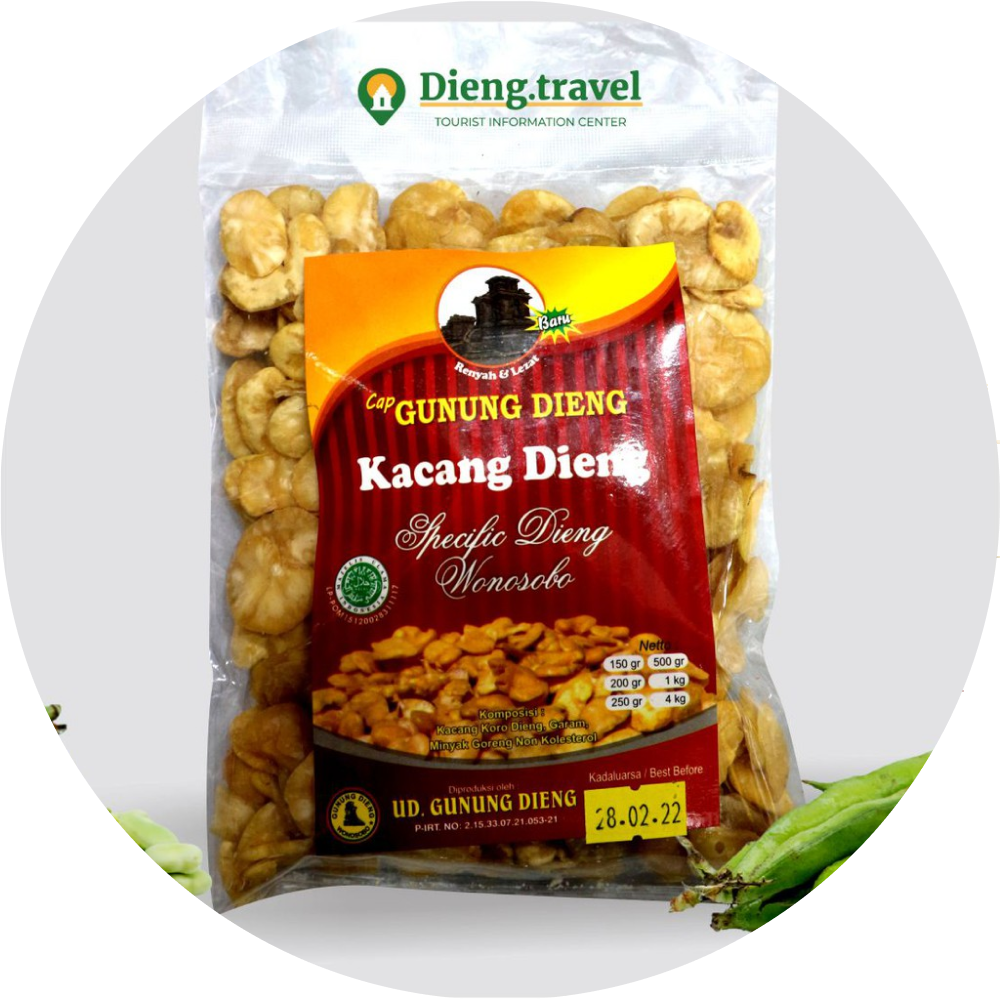 Dieng.travel
TOURIST INFORMATION CENTER
Baru
Renyah & Lezat
Cap GUNUNG DIENG
Kacang Dieng
Specific Dieng
Wonosobo
Netto
150 gr 500 gr
200 gr 1 kg
250 gr 4 kg
Komposisi :
Kacang Koro Dieng, Garam,
Minyak Goreng Non Kolesterol
Kadaluarsa / Best Before
28-02-22
Diproduksi oleh :
UD. GUNUNG DIENG
P-IRT. NO: 2.15.33.07.21.053-21
GUNUNG DIENG
WONOSOBO